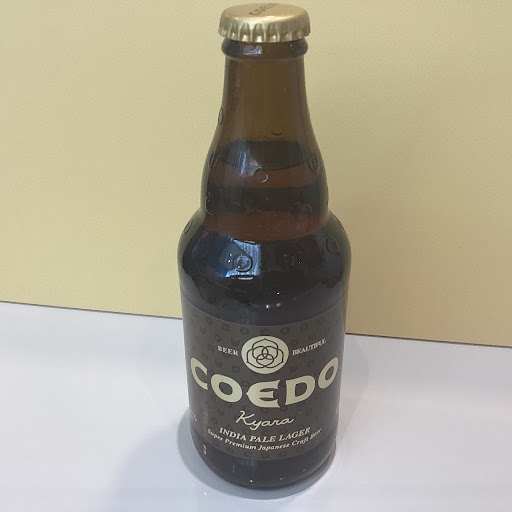 BEER BEAUTIFUL
COEDO
Kyara
INDIA PALE LAGER
Super Premium Japanese Craft Beer